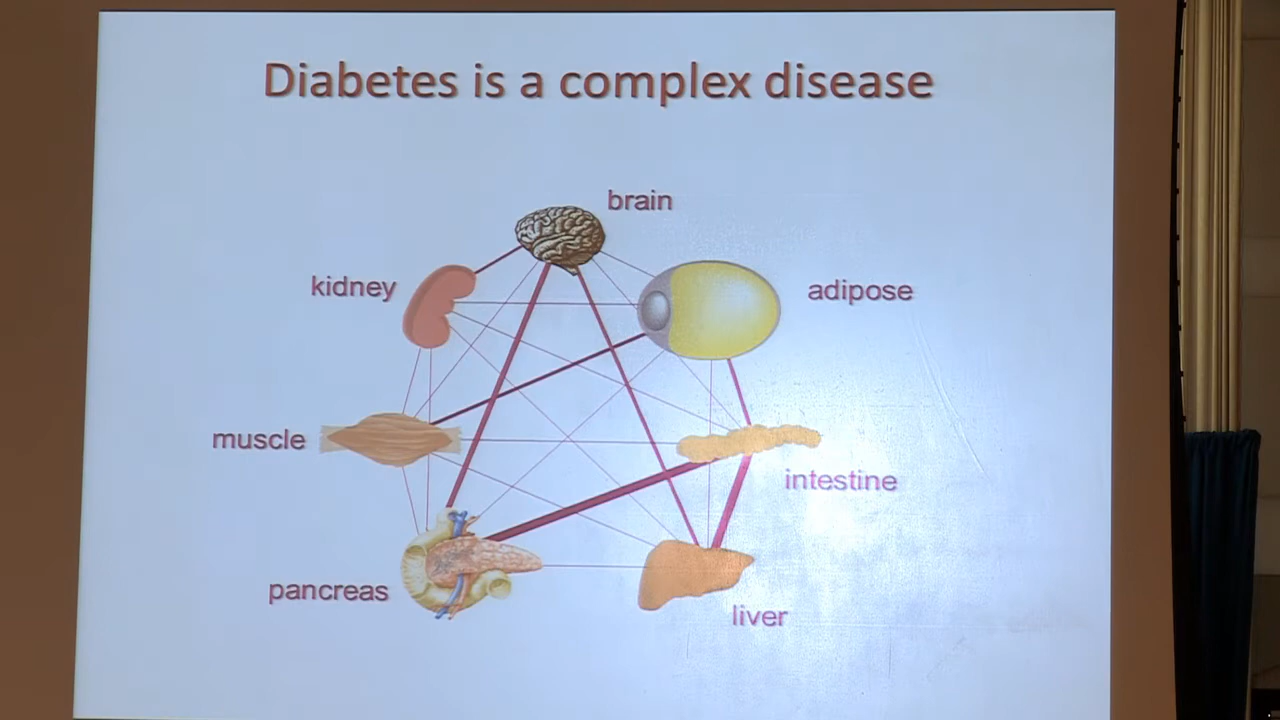 Diabetes is a complex disease
brain
kidney
adipose
muscle
intestine
pancreas
liver